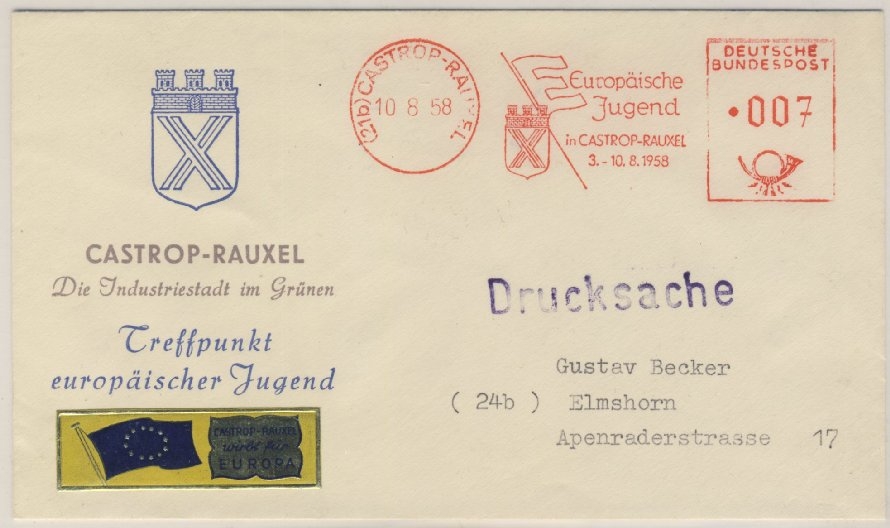 CASTROP-RAUXEL
Die Industriestadt im Grünen
Treffpunkt
europäischer Jugend
CASTROP-RAUXEL
wirbt für
EUROPA
(21b) CASTROP-RAUXEL
10 8 58
Europäische
Jugend
in CASTROP-RAUXEL
3.-10.8.1958
DEUTSCHE
BUNDESPOST
•007
Drucksache
Gustav Becker
( 24b ) Elmshorn
Apenraderstrasse 17